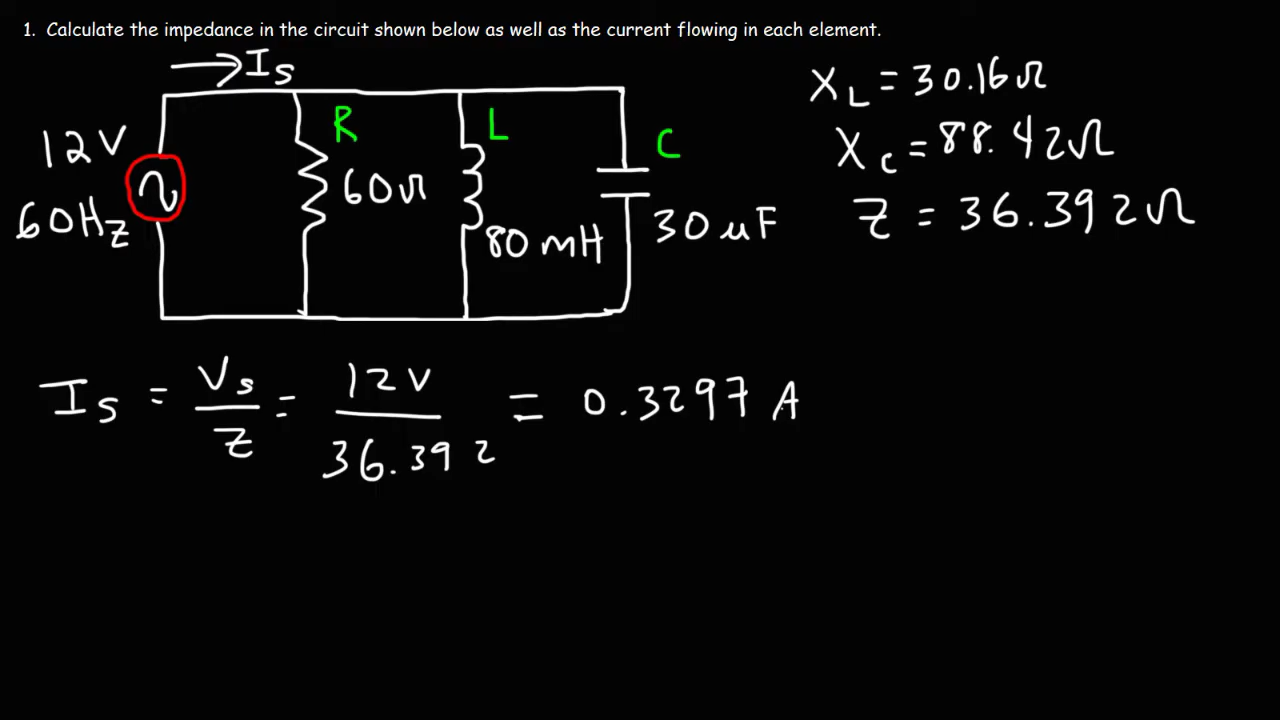 1. Calculate the impedance in the circuit shown below as well as the current flowing in each element.
Is
12V
60Hz
R
60Ω
L
80mH
C
30μF
XL = 30.16Ω
Xc = 88.42Ω
Z = 36.392Ω
Is = Vs/Z = 12V/36.392 = 0.3297 A